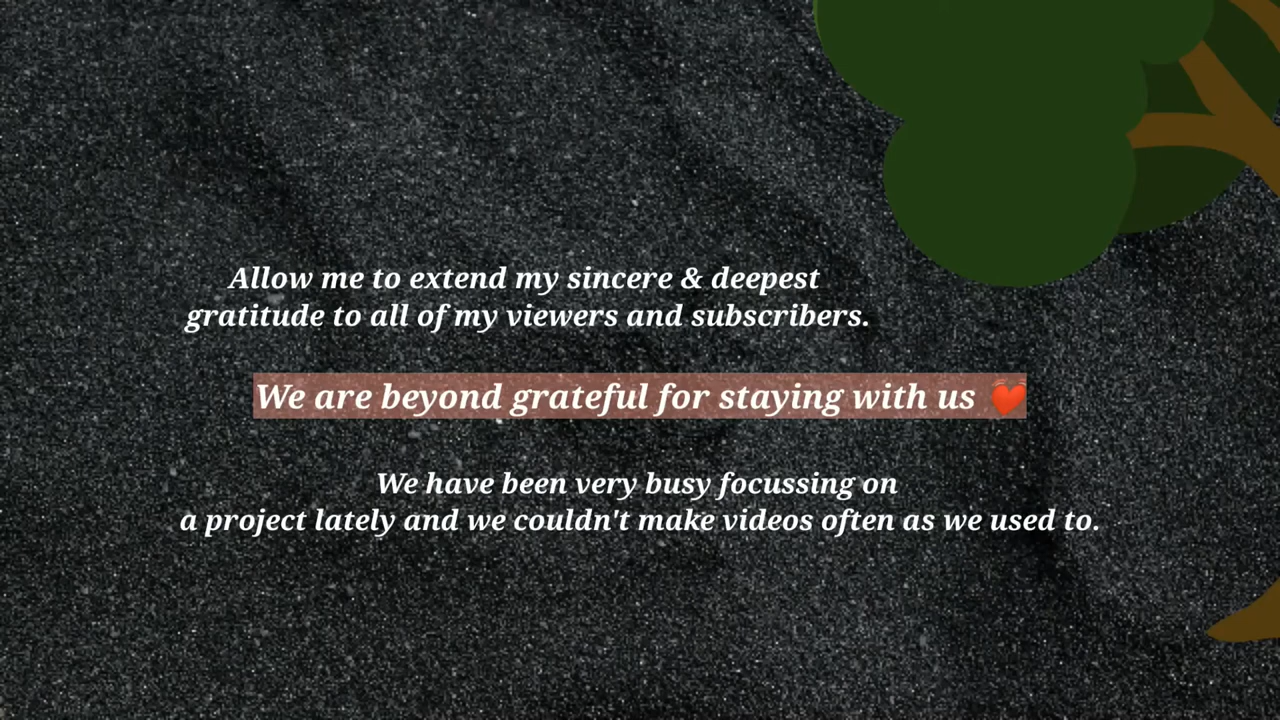 Allow me to extend my sincere & deepest
gratitude to all of my viewers and subscribers.
We are beyond grateful for staying with us ❤️
We have been very busy focussing on
a project lately and we couldn't make videos often as we used to.